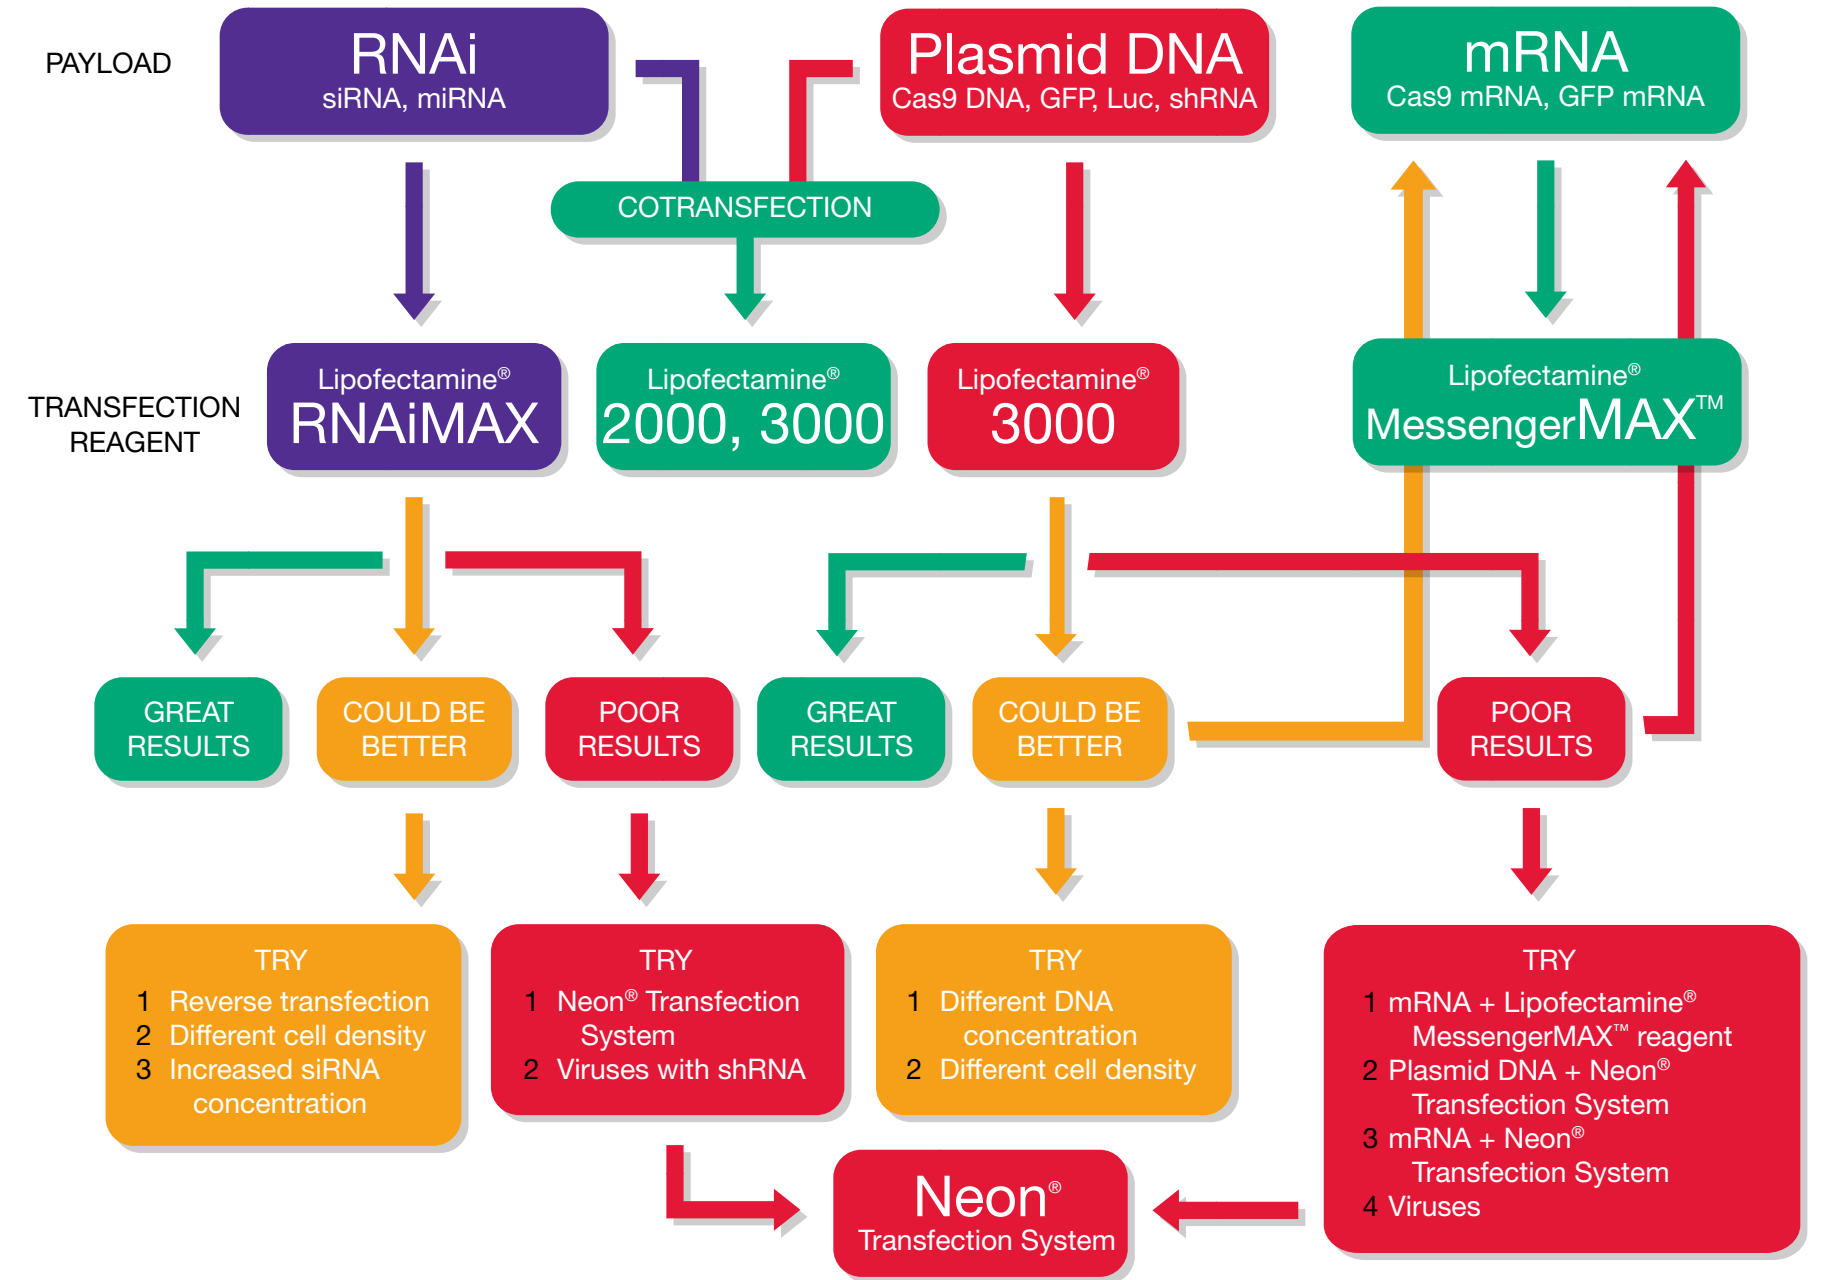 PAYLOAD
RNAi
siRNA, miRNA
Plasmid DNA
Cas9 DNA, GFP, Luc, shRNA
mRNA
Cas9 mRNA, GFP mRNA
COTRANSFECTION
TRANSFECTION
REAGENT
Lipofectamine®
RNAiMAX
Lipofectamine®
2000, 3000
Lipofectamine®
3000
Lipofectamine®
MessengerMAX™
GREAT
RESULTS
COULD BE
BETTER
POOR
RESULTS
GREAT
RESULTS
COULD BE
BETTER
POOR
RESULTS
TRY
1 Reverse transfection
2 Different cell density
3 Increased siRNA
concentration
TRY
1 Neon® Transfection
System
2 Viruses with shRNA
TRY
1 Different DNA
concentration
2 Different cell density
TRY
1 mRNA + Lipofectamine®
MessengerMAX™ reagent
2 Plasmid DNA + Neon®
Transfection System
3 mRNA + Neon®
Transfection System
4 Viruses
Neon®
Transfection System